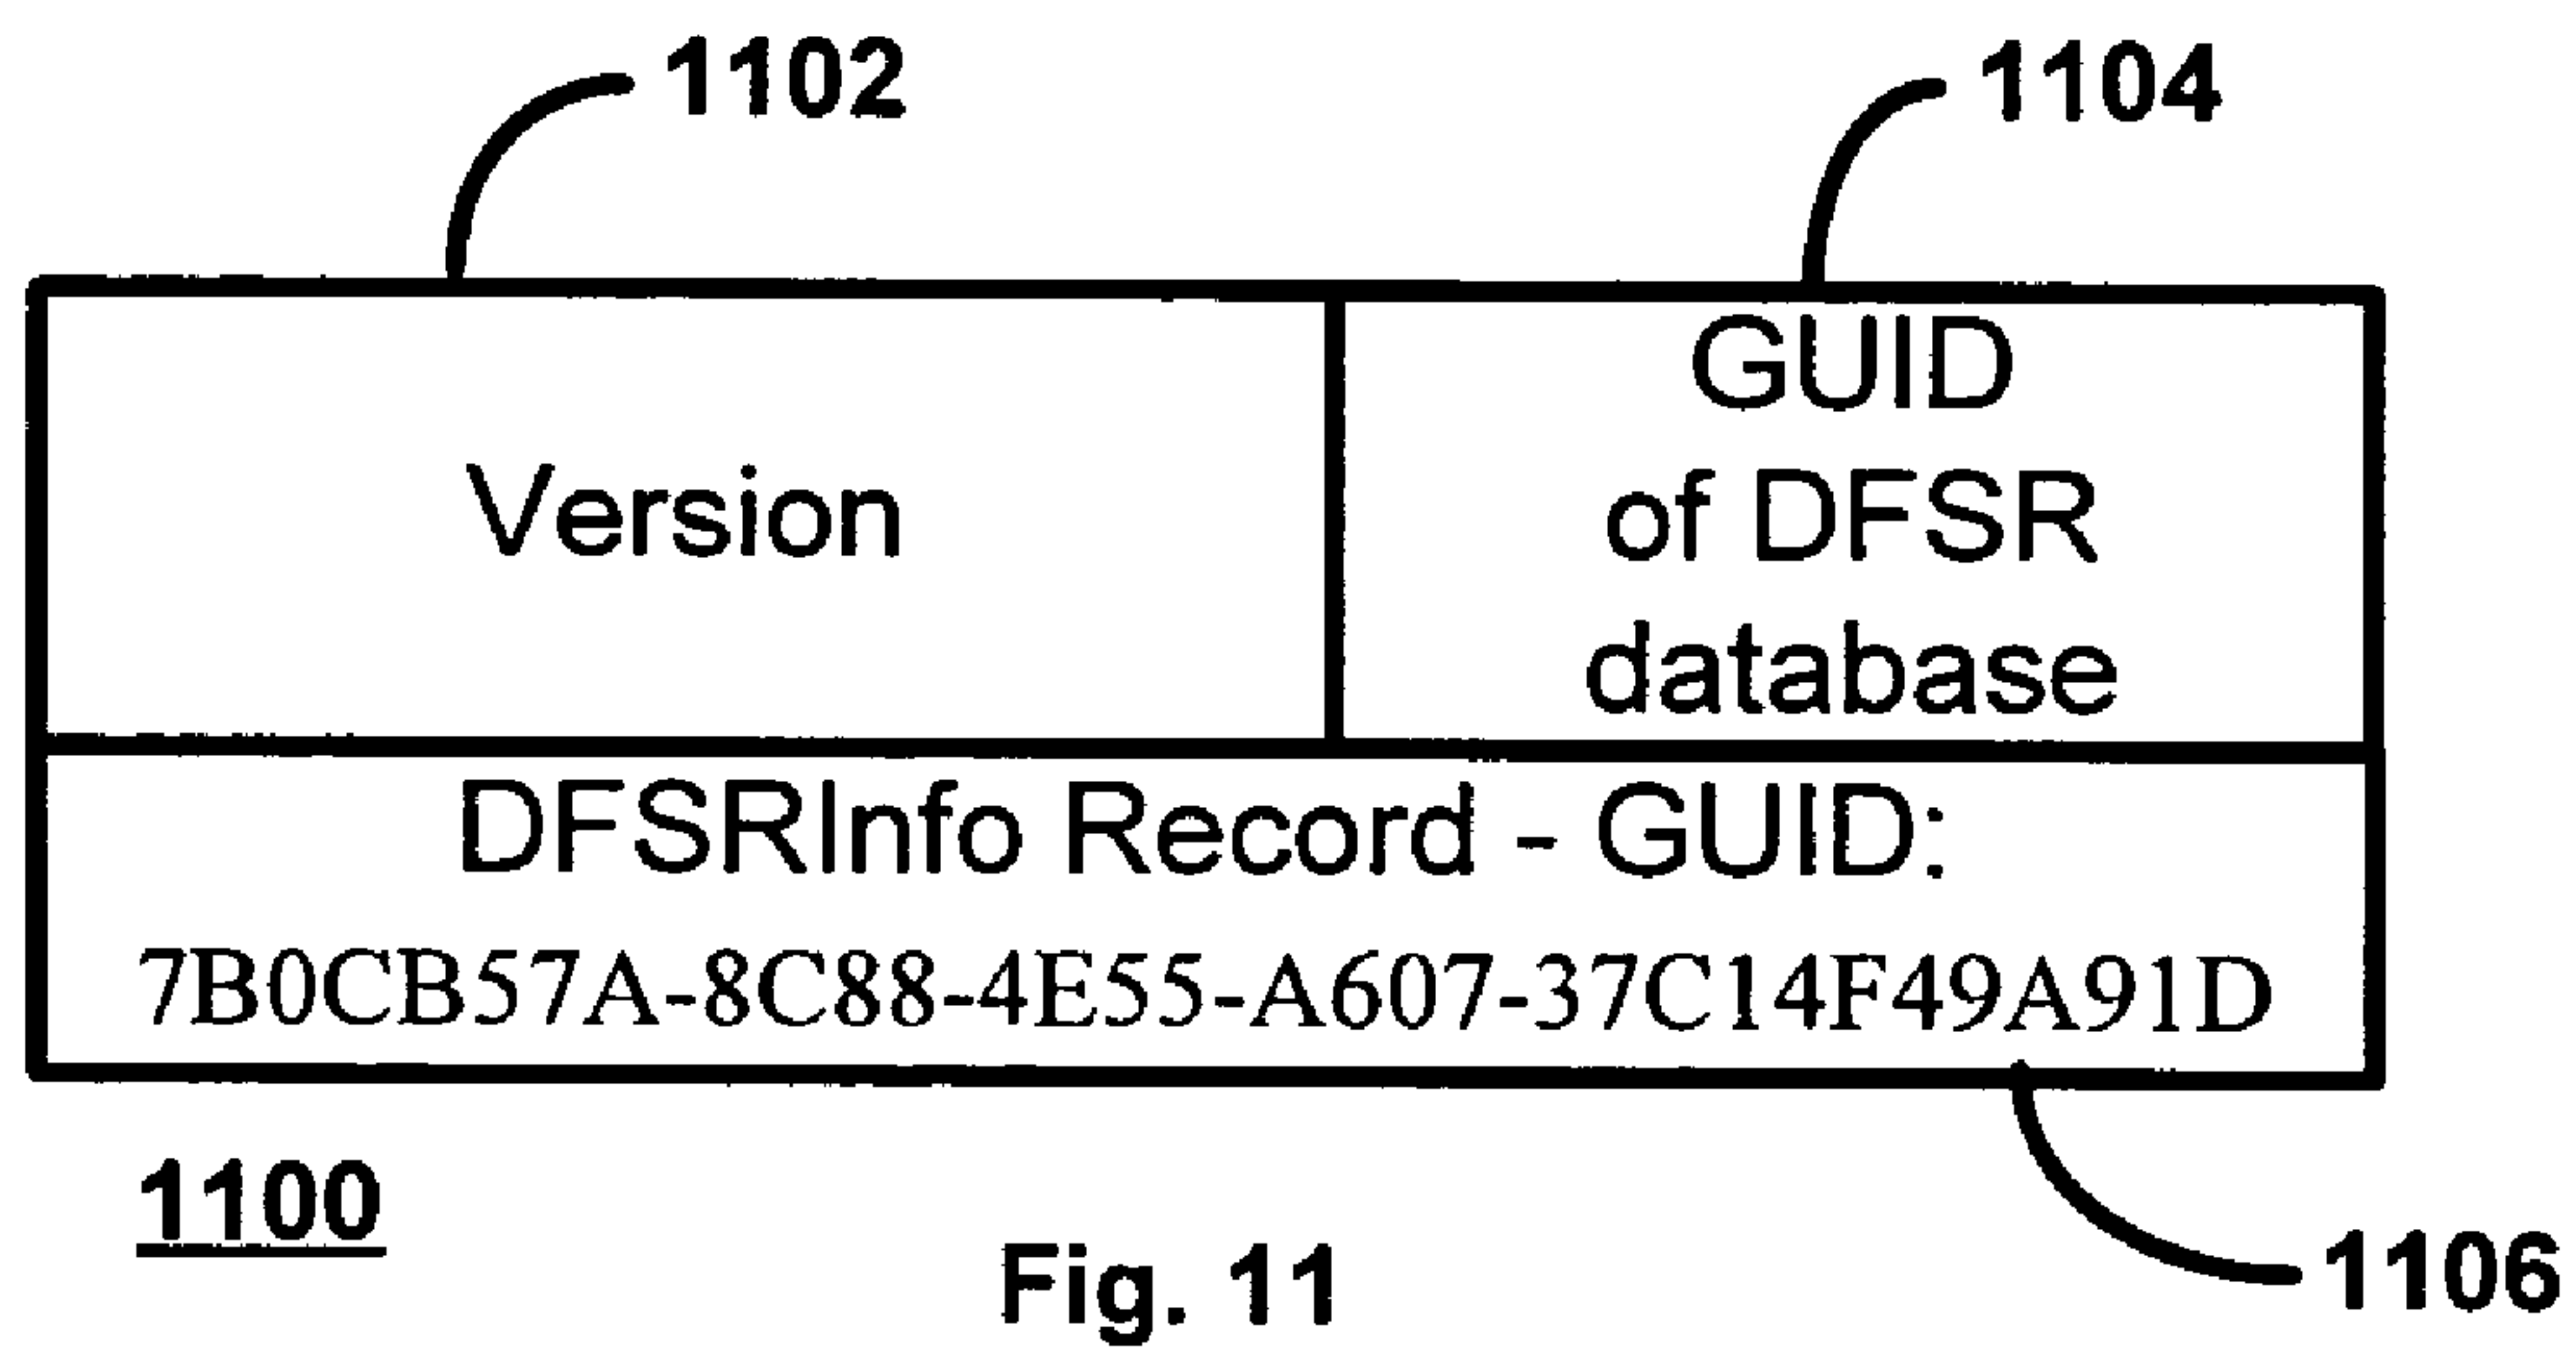 1102
1104
Version
GUID
of DFSR
database
DFSRInfo Record - GUID:
7B0CB57A-8C88-4E55-A607-37C14F49A91D
1100
Fig. 11
1106